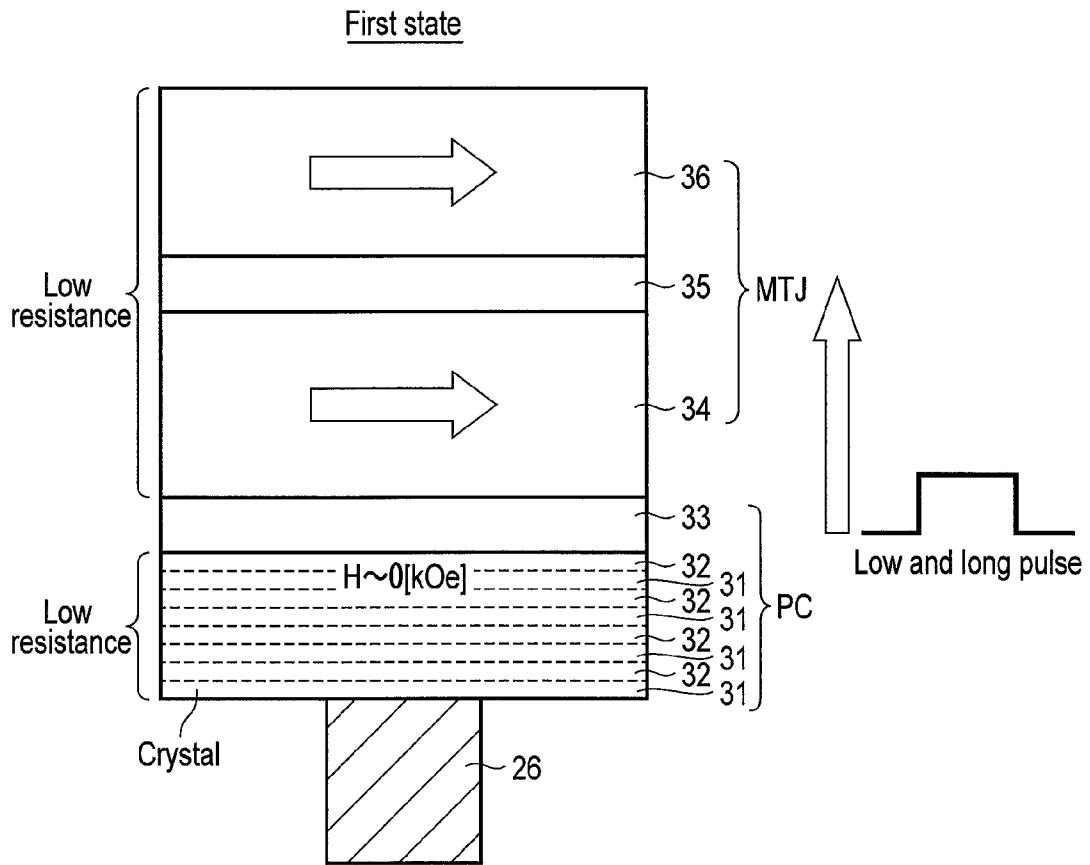 First state
36
Low
resistance
35
MTJ
34
33
H~0[kOe]
32
31
32
31
32
31
32
31
PC
Low and long pulse
Low
resistance
Crystal
26